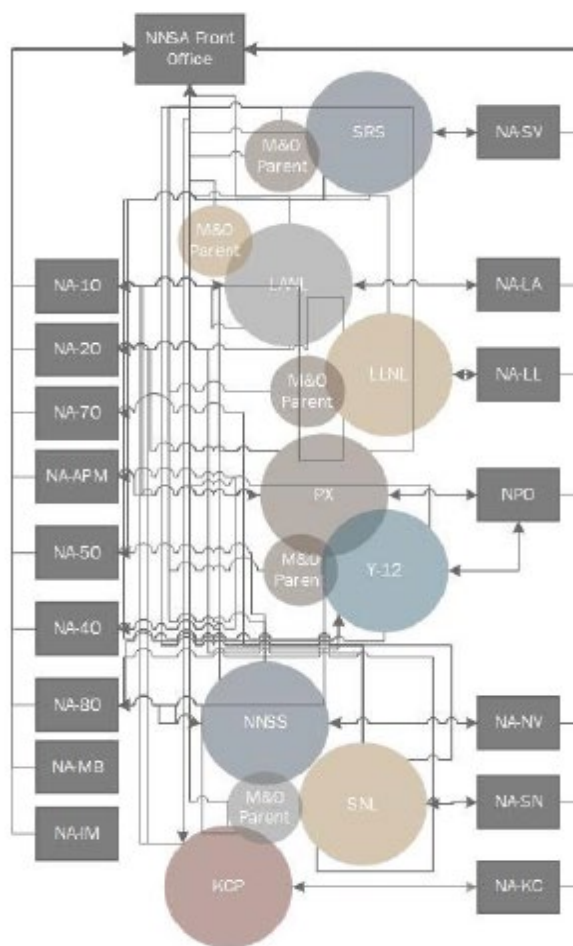 NNSA Front
Office
SRS
NA-SV
M&O
Parent
M&O
Parent
NA-10
LANL
NA-LA
NA-20
LLNL
NA-LL
M&O
Parent
NA-70
NA-APM
PX
NPO
NA-50
M&O
Parent
Y-12
NA-40
NA-80
NNSS
NA-NV
NA-MB
M&O
Parent
SNL
NA-SN
NA-IM
KCP
NA-KC